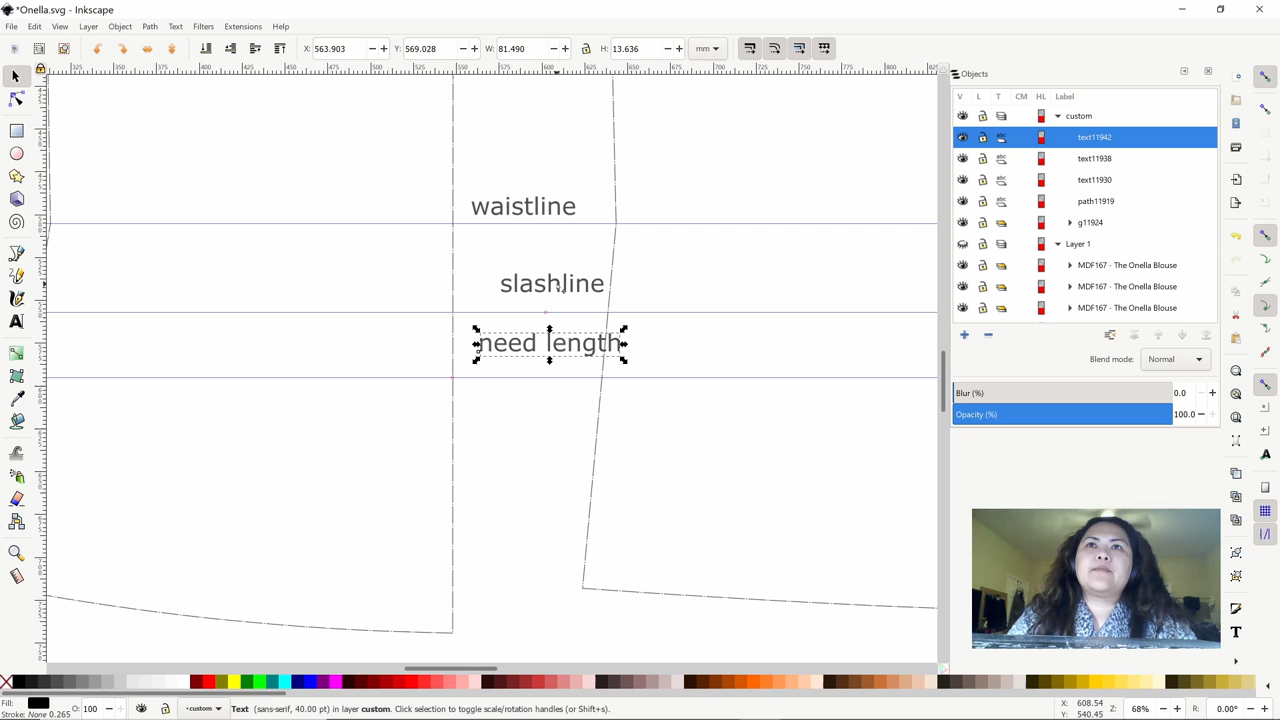 *Onella.svg - Inkscape
File Edit View Layer Object Path Text Filters Extensions Help
X: 563.903 Y: 569.028 W: 81.490 H: 13.636 mm
Objects
V L T CM HL Label
custom
text11942
text11938
text11930
path11919
g11924
Layer 1
MDF167 - The Onella Blouse
MDF167 - The Onella Blouse
MDF167 - The Onella Blouse
waistline
slashline
need length
Blend mode: Normal
Blur (%) 0.0
Opacity (%) 100.0
Fill:
Stroke: None 0.265
O: 100
custom
Text (sans-serif, 40.00 pt) in layer custom. Click selection to toggle scale/rotation handles (or Shift+s).
X: 608.54
Y: 540.45
Z: 68%
R: 0.00°